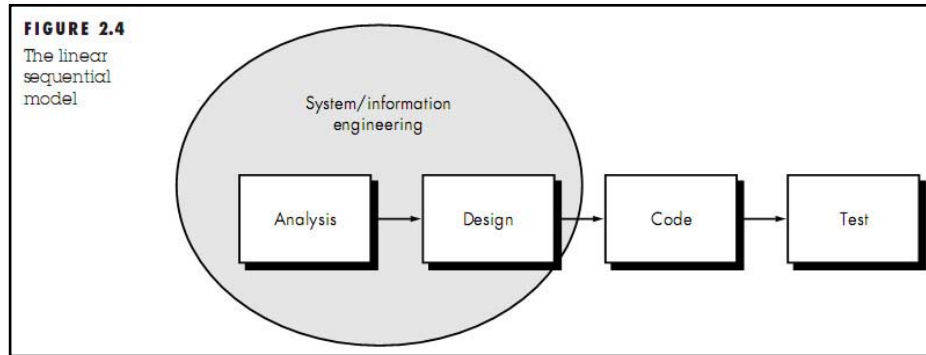 FIGURE 2.4
The linear
sequential
model
System/information
engineering
Analysis
Design
Code
Test